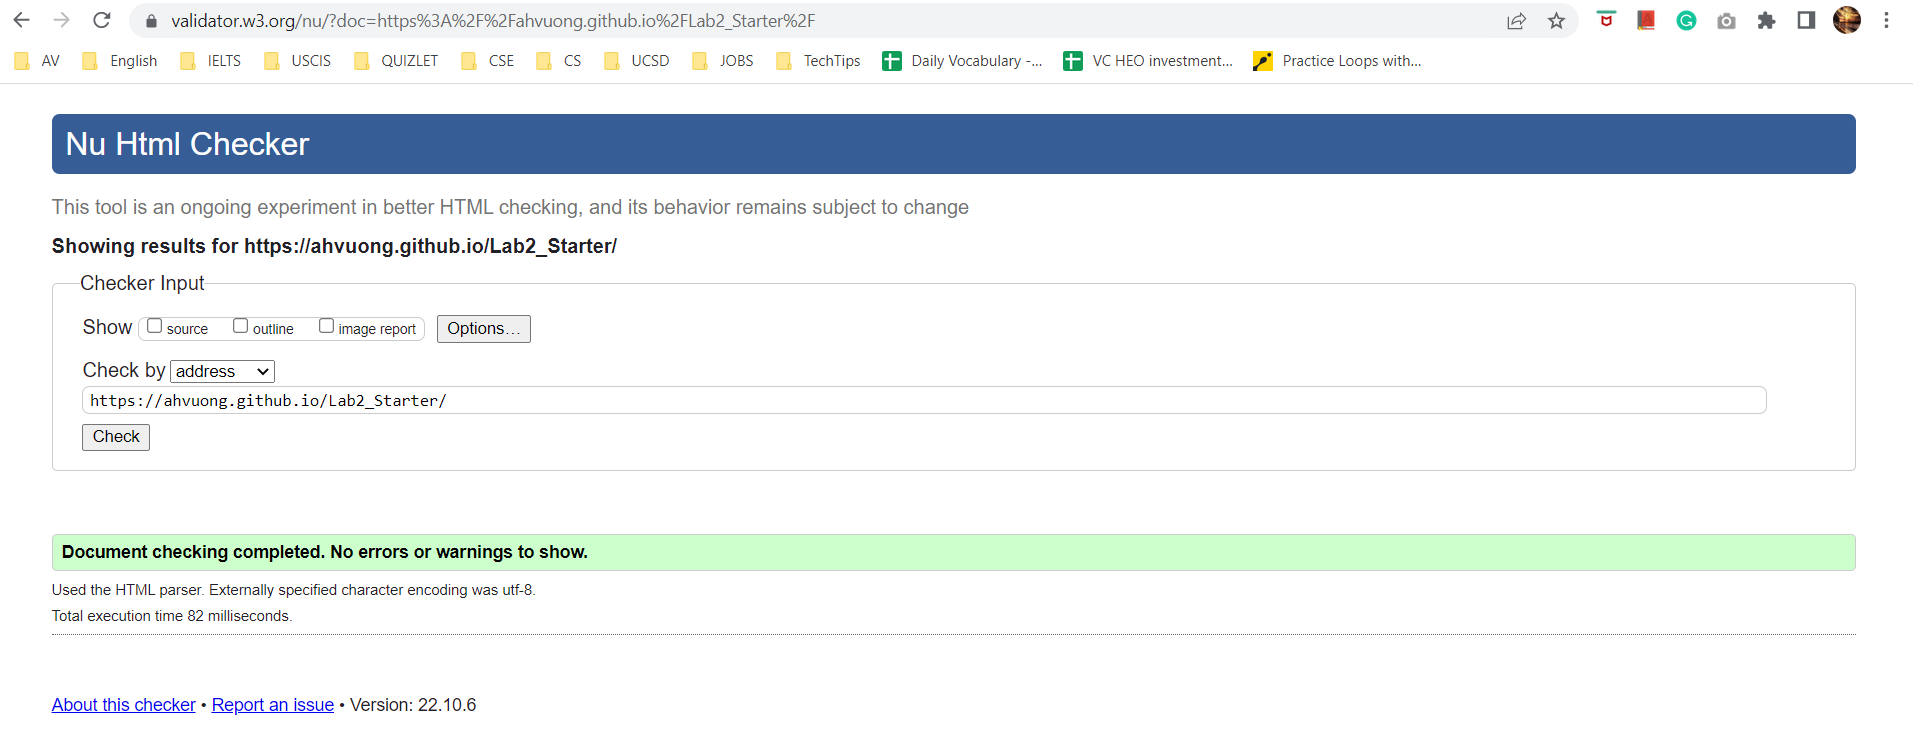 validator.w3.org/nu/?doc=https%3A%2F%2Fahvuong.github.io%2FLab2_Starter%2F
AV English IELTS USCIS QUIZLET CSE CS UCSD JOBS TechTips Daily Vocabulary -... VC HEO investment... Practice Loops with...
Nu Html Checker
This tool is an ongoing experiment in better HTML checking, and its behavior remains subject to change
Showing results for https://ahvuong.github.io/Lab2_Starter/
Checker Input
Show source outline image report Options...
Check by address
https://ahvuong.github.io/Lab2_Starter/
Check
Document checking completed. No errors or warnings to show.
Used the HTML parser. Externally specified character encoding was utf-8.
Total execution time 82 milliseconds.
About this checker • Report an issue • Version: 22.10.6